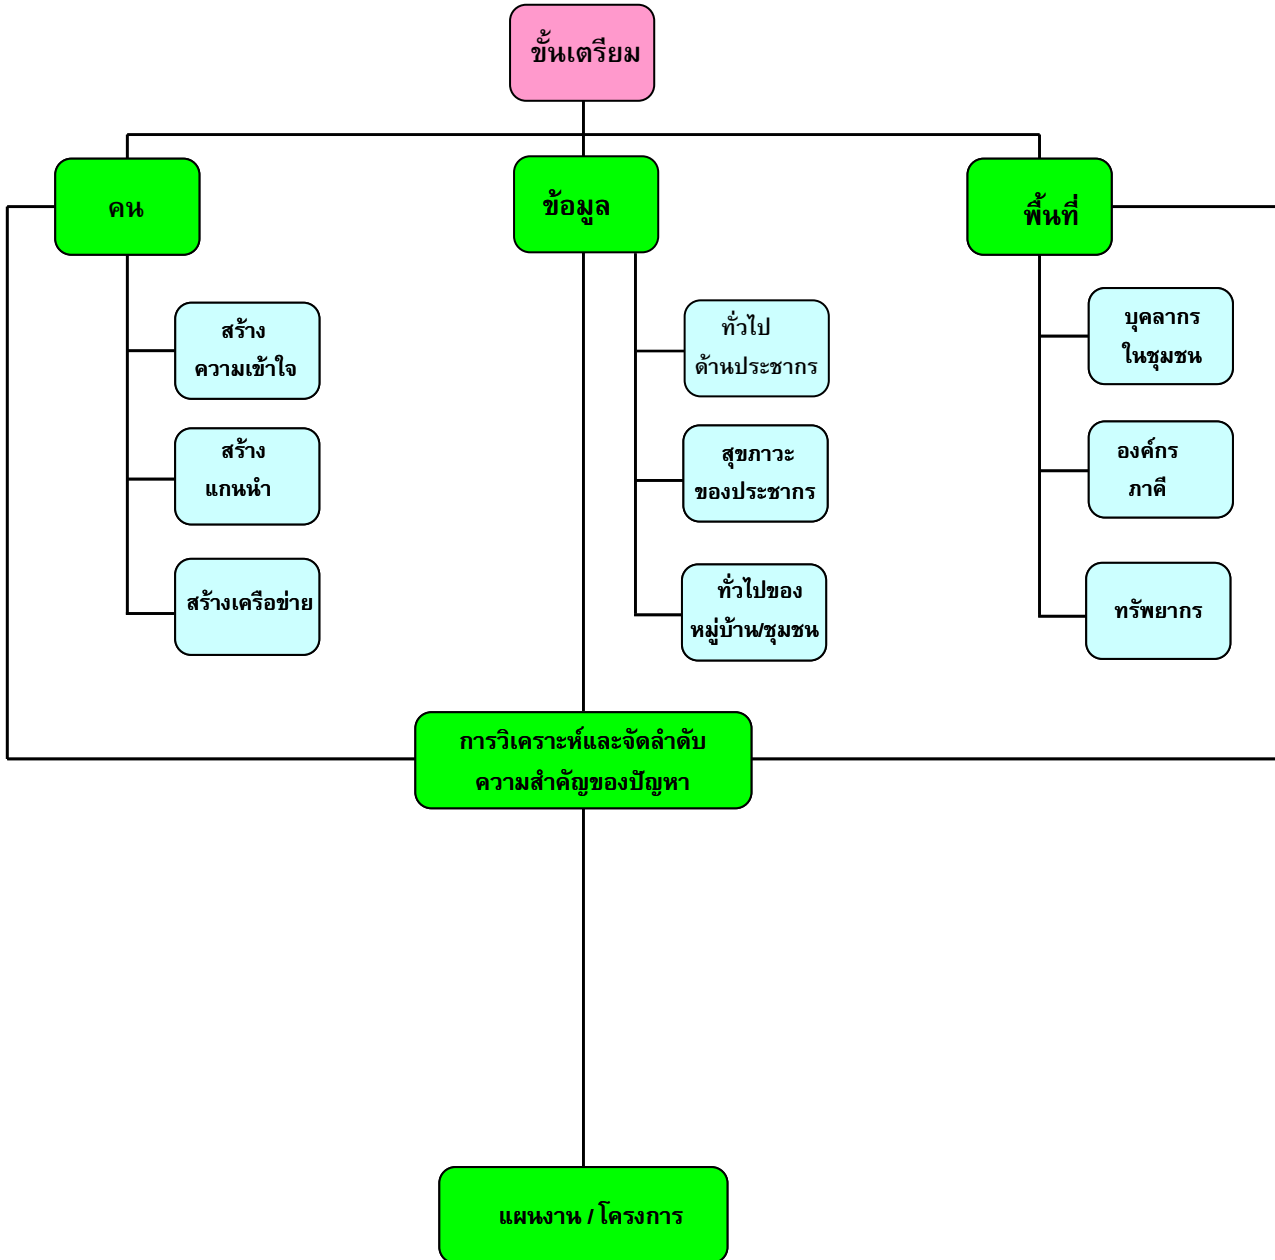 ขั้นเตรียม
คน
ข้อมูล
พื้นที่
สร้าง
ความเข้าใจ
สร้าง
แกนนำ
สร้างเครือข่าย
ทั่วไป
ด้านประชากร
สุขภาวะ
ของประชากร
ทั่วไปของ
หมู่บ้าน/ชุมชน
บุคลากร
ในชุมชน
องค์กร
ภาคี
ทรัพยากร
การวิเคราะห์และจัดลำดับ
ความสำคัญของปัญหา
แผนงาน / โครงการ